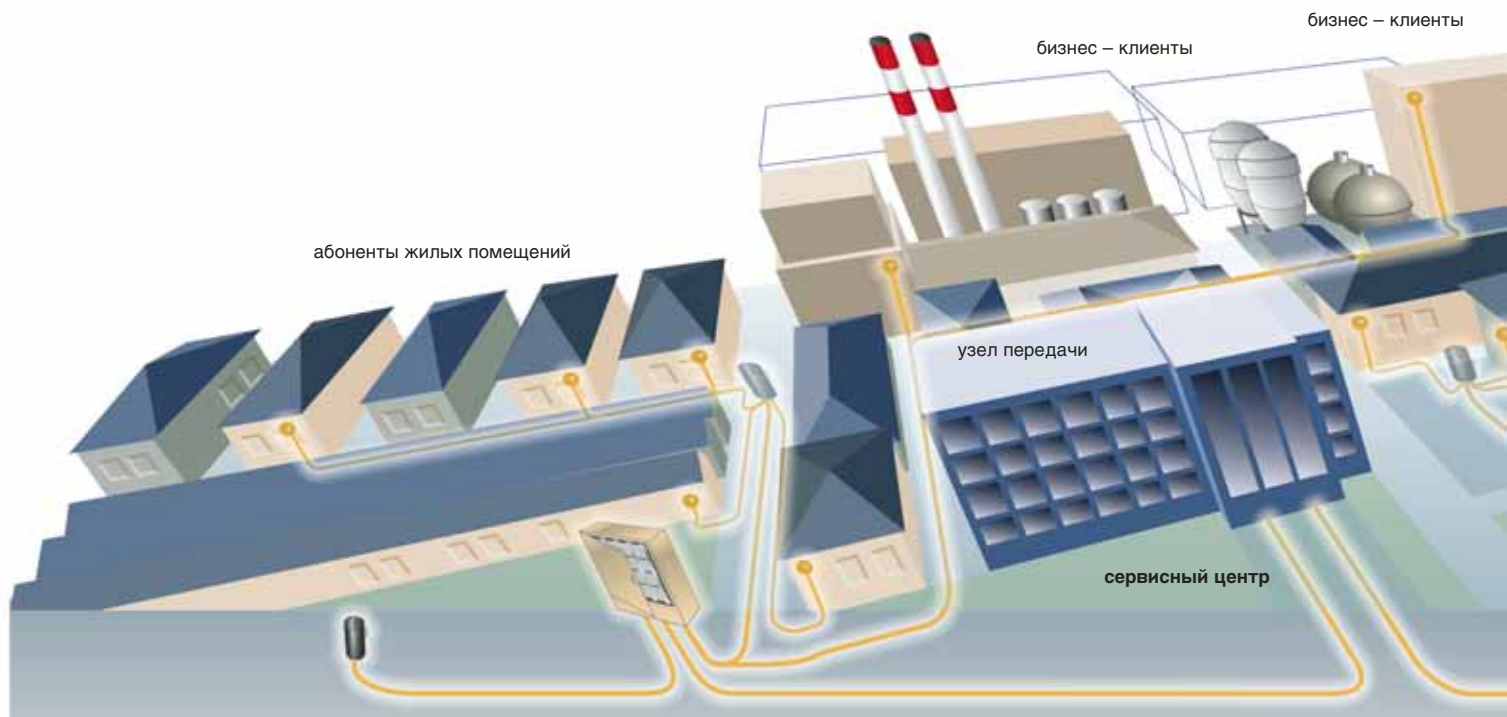 бизнес – клиенты
бизнес – клиенты
абоненты жилых помещений
узел передачи
сервисный центр